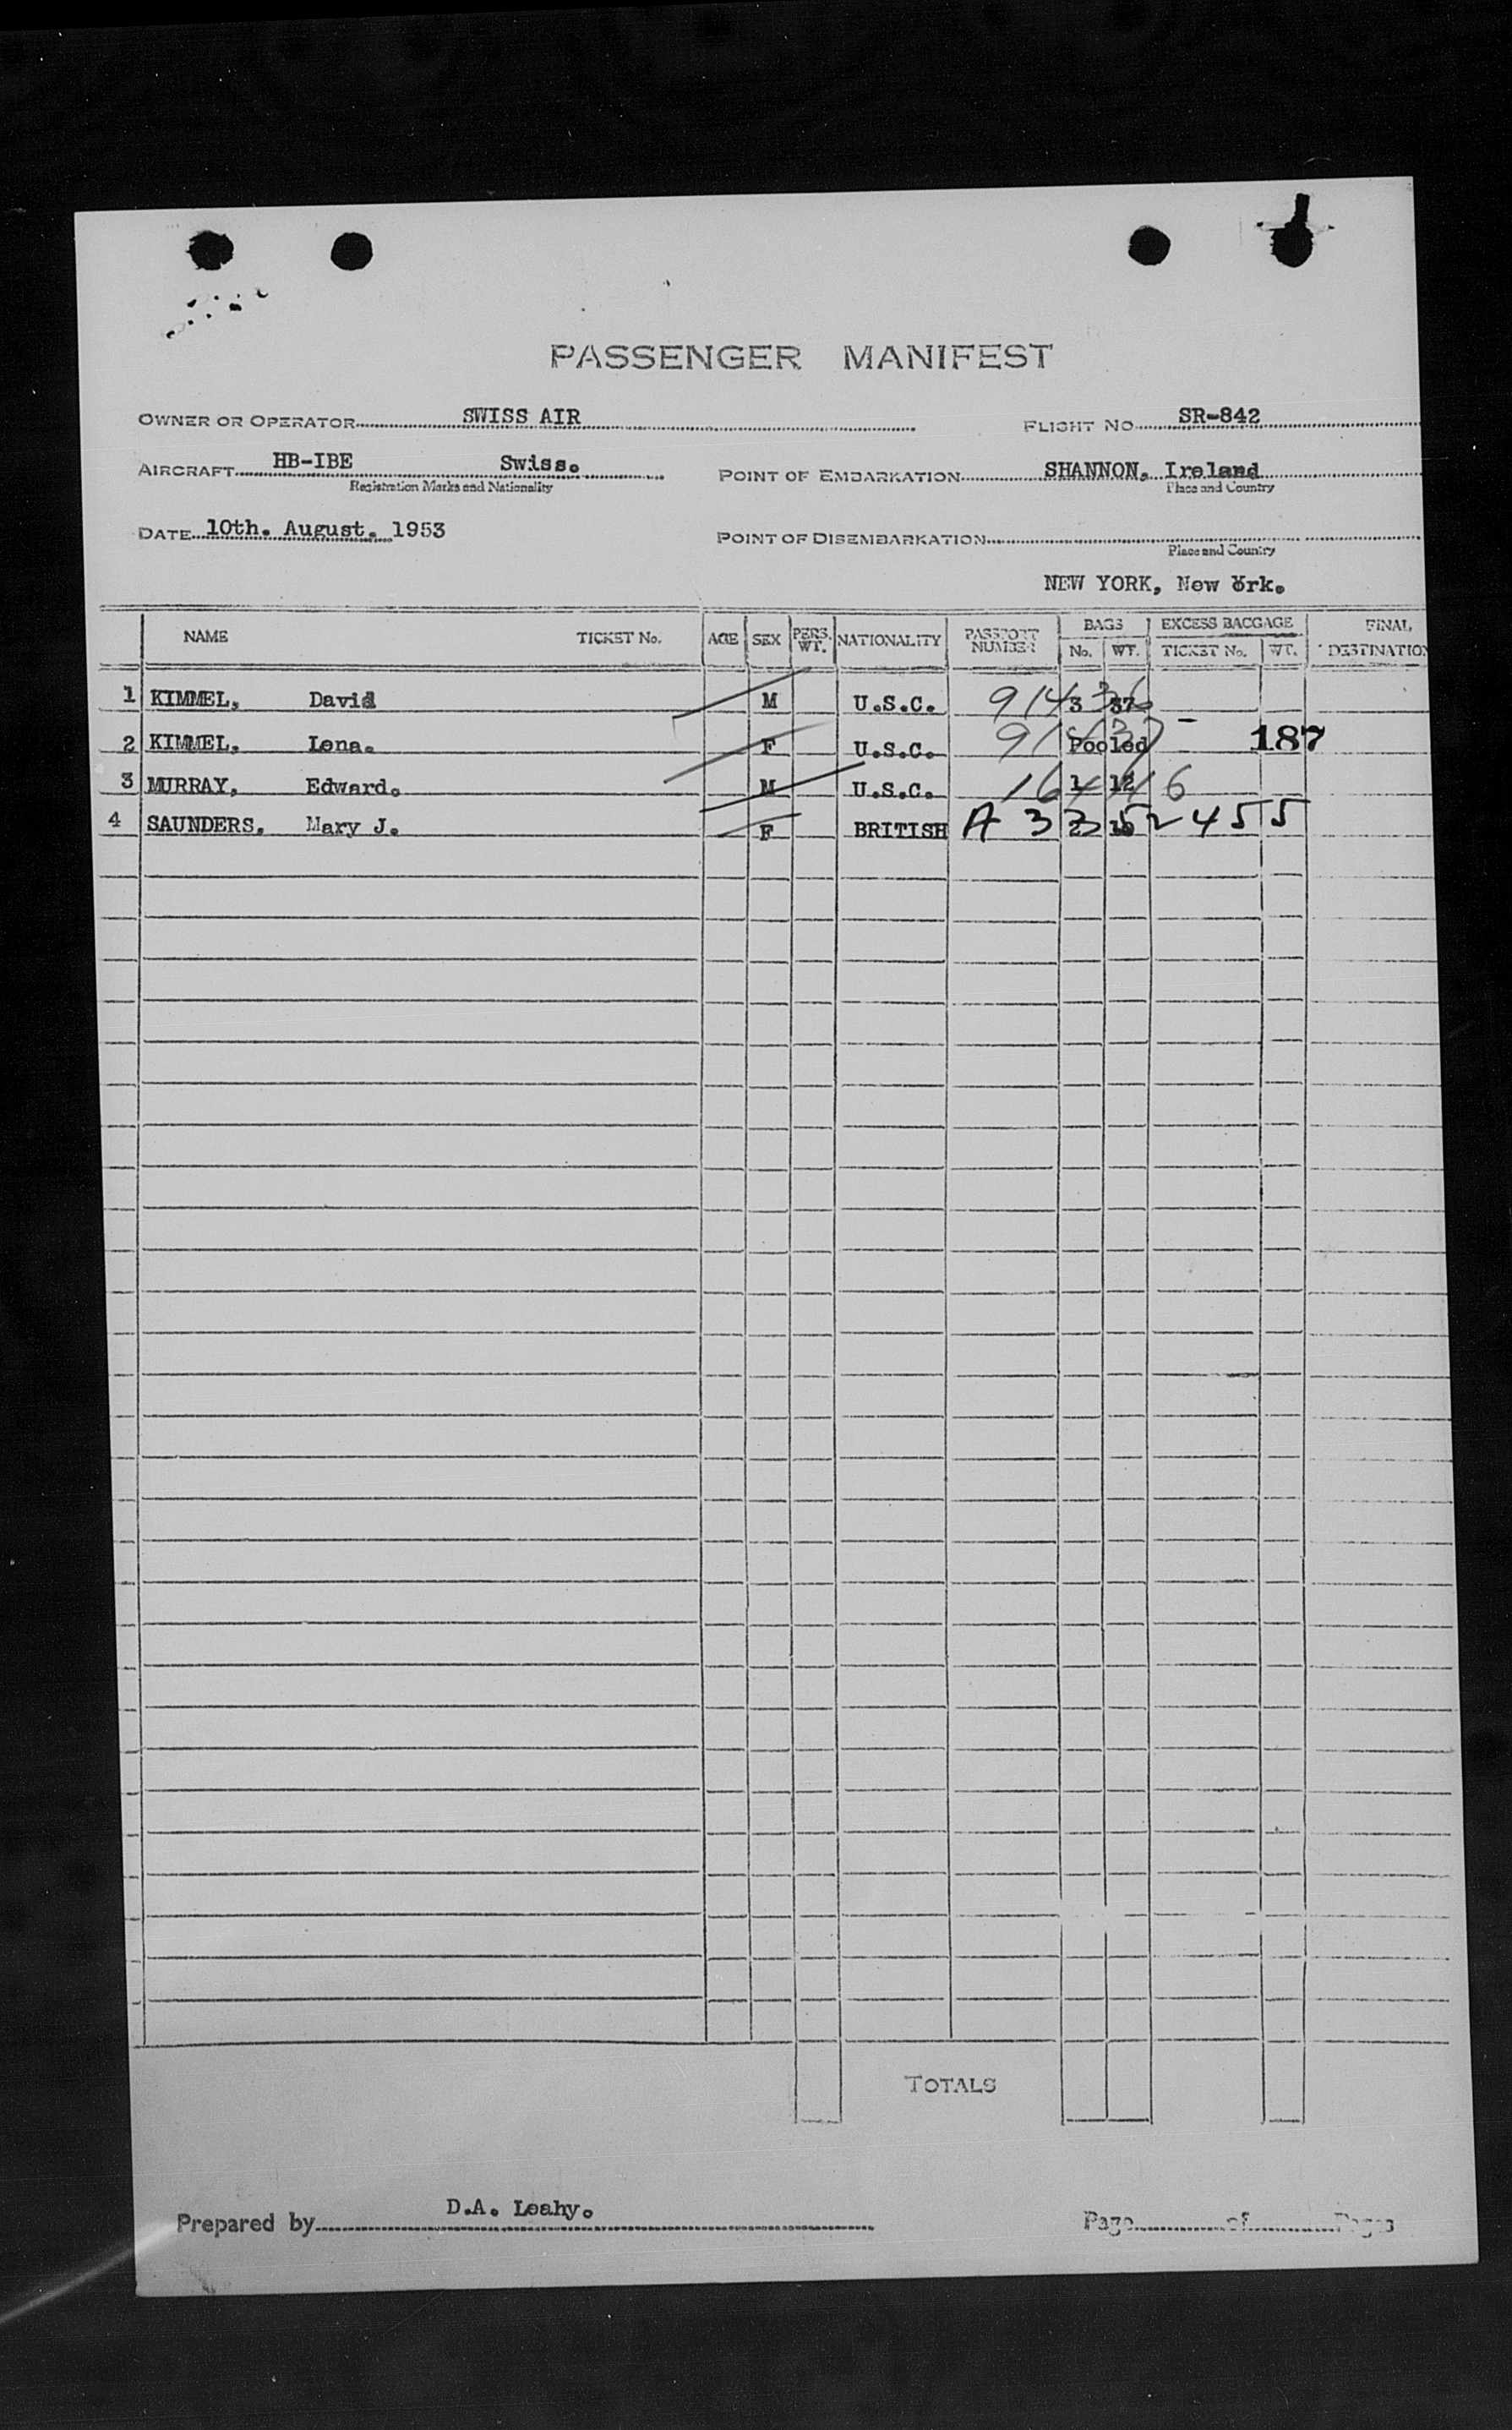 PASSENGER MANIFEST
OWNER OR OPERATOR SWISS AIR FLIGHT NO SR-842
AIRCRAFT HB-IBE Swiss. POINT OF EMBARKATION SHANNON, Ireland
Registration Marks and Nationality Place and Country
DATE 10th. August. 1953 POINT OF DISEMBARKATION
Place and Country
NEW YORK, New
NAME TICKET No. AGE SEX PERS. WT. NATIONALITY PASSPORT NUMBER BAGS No. WT. EXCESS BAGGAGE TICKET No. WT. FINAL DESTINATION
1 KIMMEL, David M U.S.C. 3 37
2 KIMMEL, Lena. F U.S.C. Pooled 187
3 MURRAY, Edward. M U.S.C. 1 12
4 SAUNDERS, Mary J. F BRITISH
TOTALS
Prepared by D.A. Leahy. Page of Pages